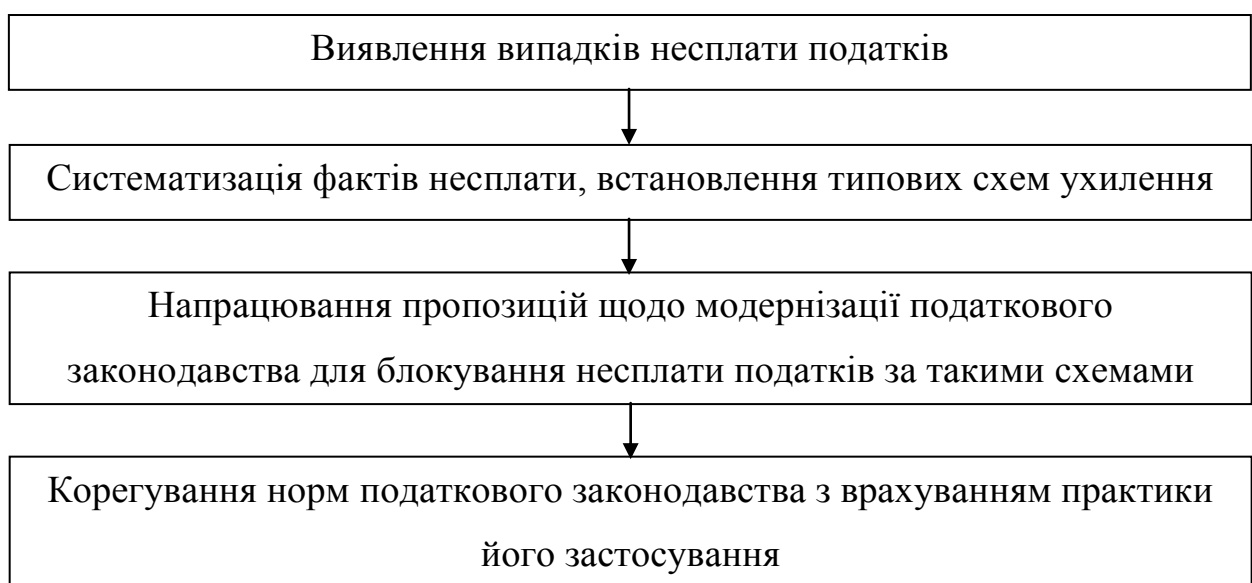 Виявлення випадків несплати податків
Систематизація фактів несплати, встановлення типових схем ухилення
Напрацювання пропозицій щодо модернізації податкового
законодавства для блокування несплати податків за такими схемами
Корегування норм податкового законодавства з врахуванням практики
його застосування